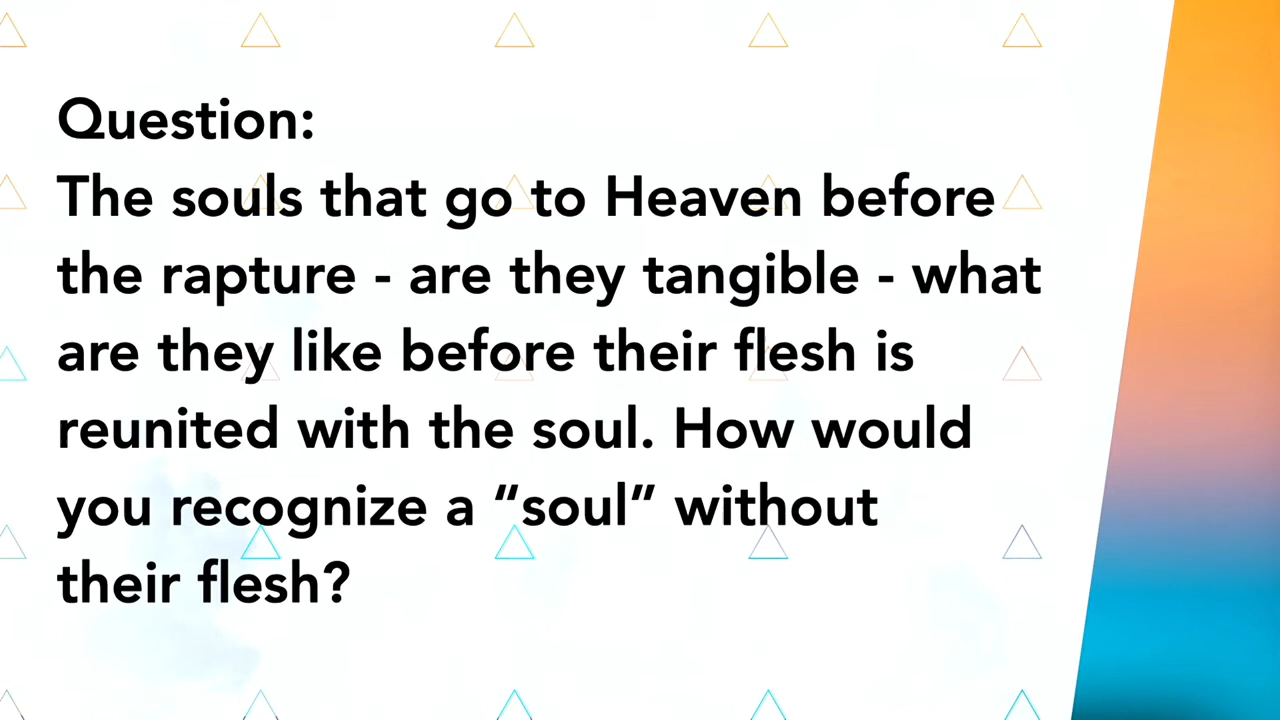 Question:
The souls that go to Heaven before
the rapture - are they tangible - what
are they like before their flesh is
reunited with the soul. How would
you recognize a “soul” without
their flesh?